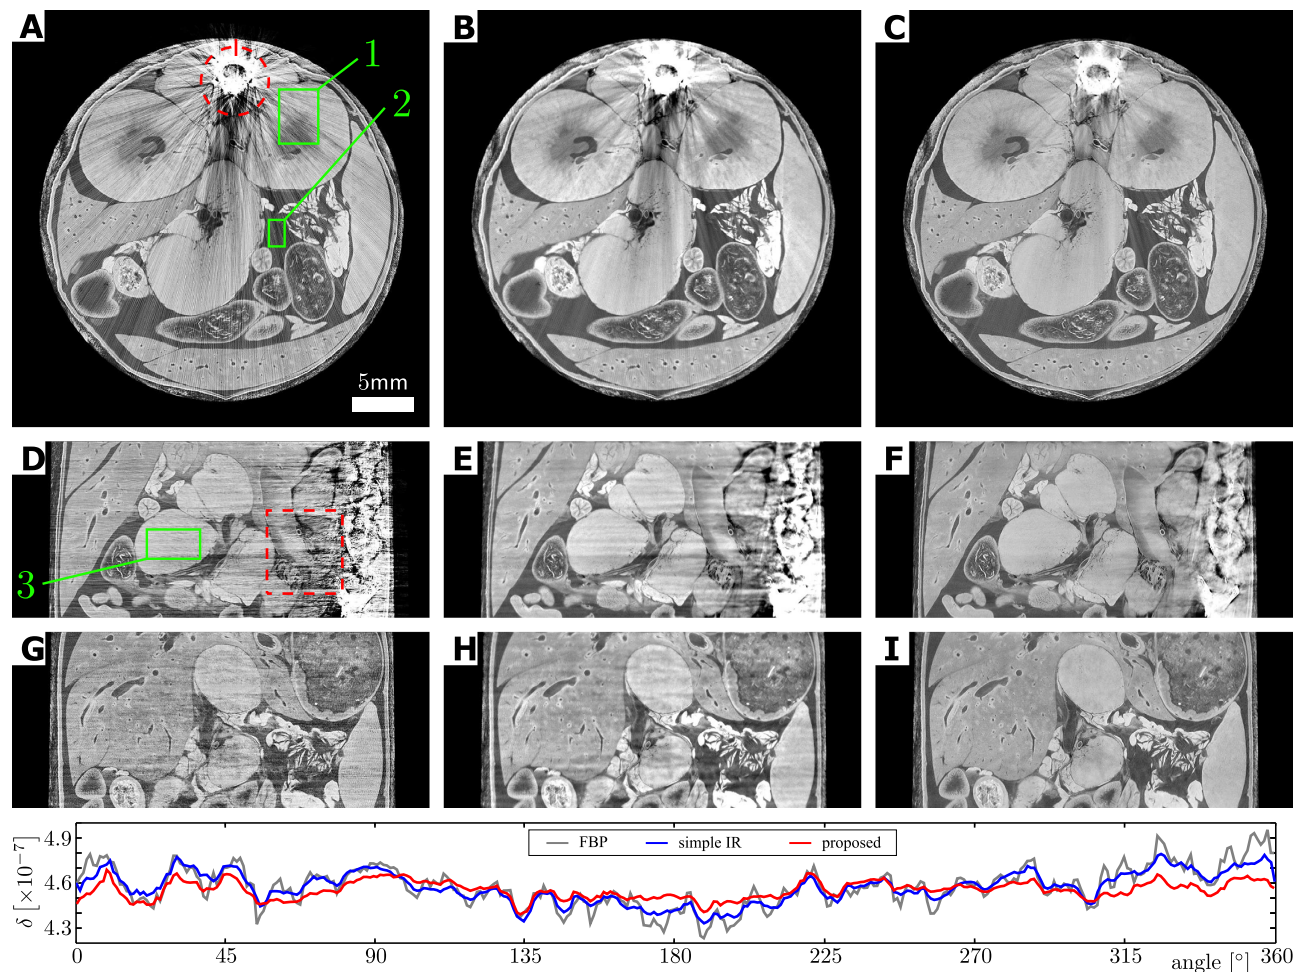 A
B
C
1
2
5mm
D
E
F
3
G
H
I
FBP
simple IR
proposed
δ [×10⁻⁷]
4.9
4.6
4.3
0
45
90
135
180
225
270
315
360
angle [°]